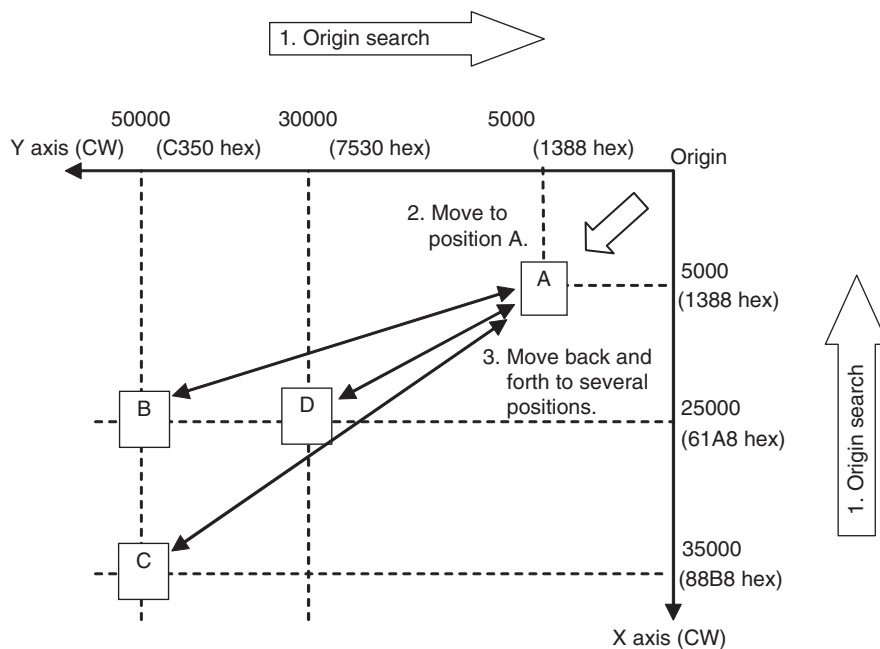 1. Origin search
50000
30000
5000
Y axis (CW)
(C350 hex)
(7530 hex)
(1388 hex)
Origin
2. Move to
position A.
A
5000
(1388 hex)
3. Move back and
forth to several
positions.
B
D
25000
(61A8 hex)
1. Origin search
C
35000
(88B8 hex)
X axis (CW)